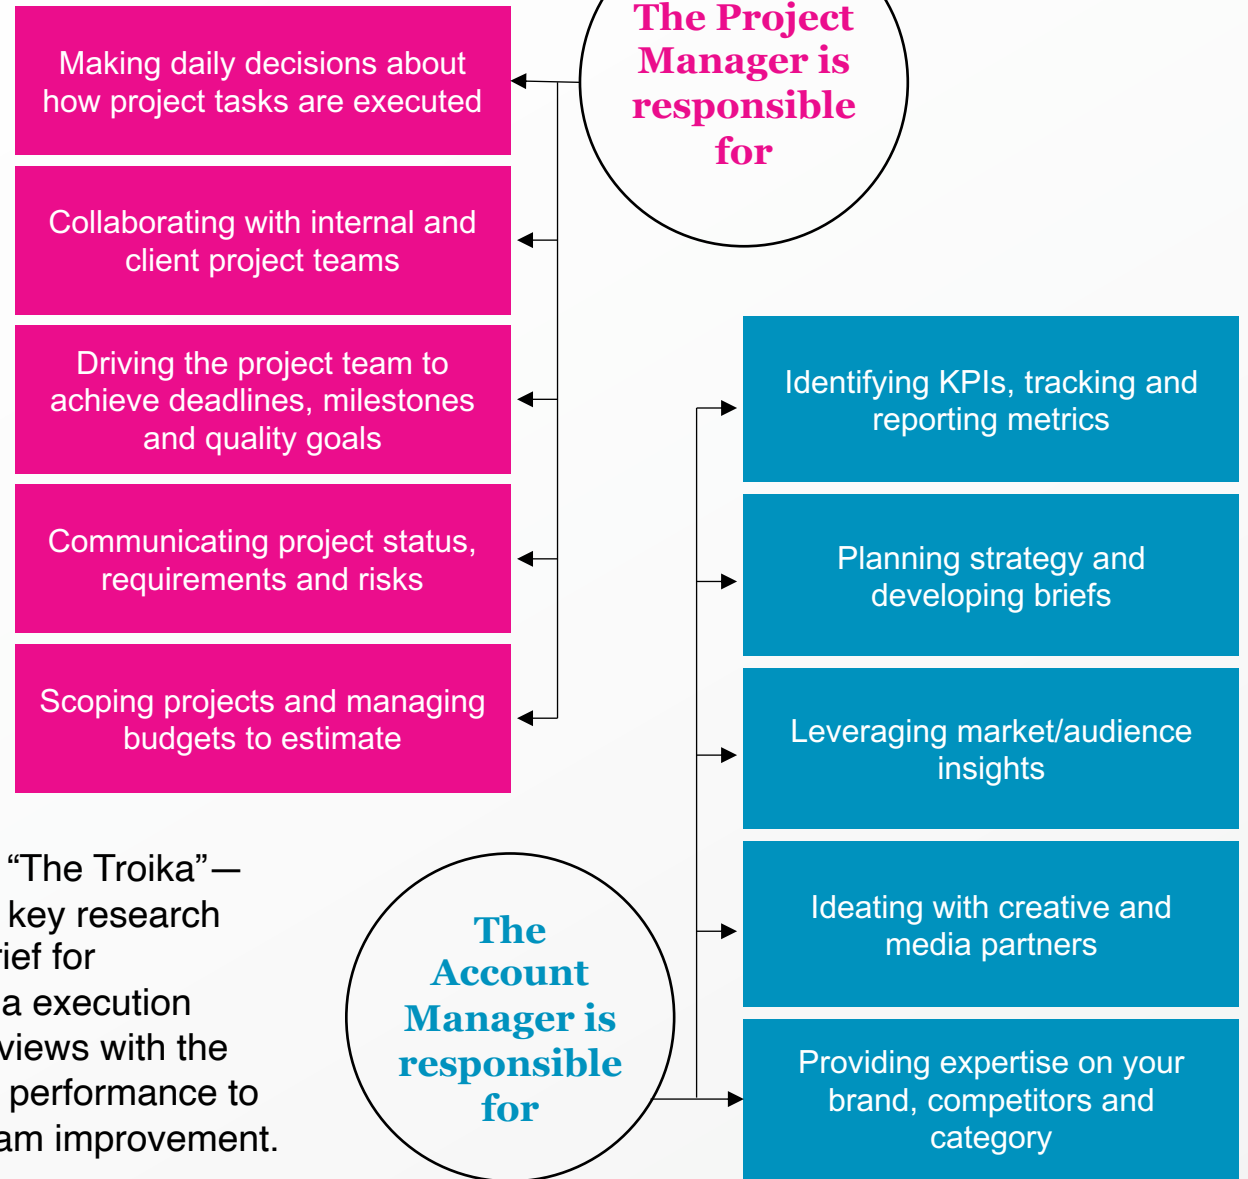 The Project
Manager is
responsible
for
Making daily decisions about
how project tasks are executed
Collaborating with internal and
client project teams
Driving the project team to
achieve deadlines, milestones
and quality goals
Communicating project status,
requirements and risks
Scoping projects and managing
budgets to estimate
The
Account
Manager is
responsible
for
Identifying KPIs, tracking and
reporting metrics
Planning strategy and
developing briefs
Leveraging market/audience
insights
Ideating with creative and
media partners
Providing expertise on your
brand, competitors and
category
“The Troika”—
key research
for
execution
with the
performance to
improvement.